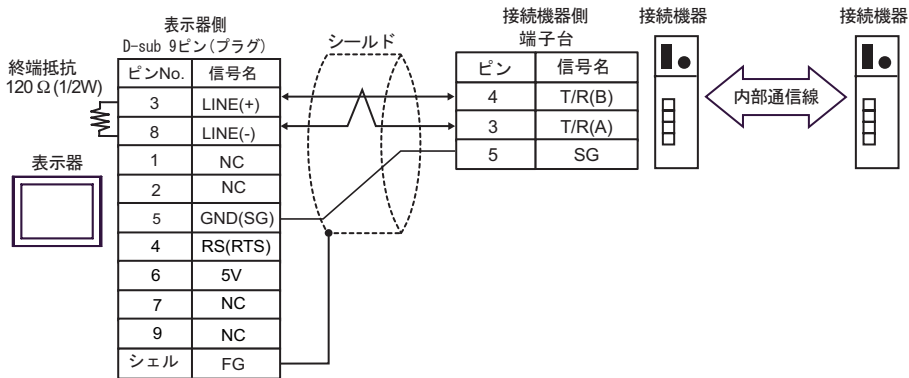 表示器側
D-sub 9ピン(プラグ)
シールド
接続機器側
端子台
接続機器
接続機器
終端抵抗
120Ω(1/2W)
ピンNo. 信号名
3 LINE(+)
8 LINE(-)
1 NC
2 NC
5 GND(SG)
4 RS(RTS)
6 5V
7 NC
9 NC
シェル FG
表示器
ピン 信号名
4 T/R(B)
3 T/R(A)
5 SG
内部通信線